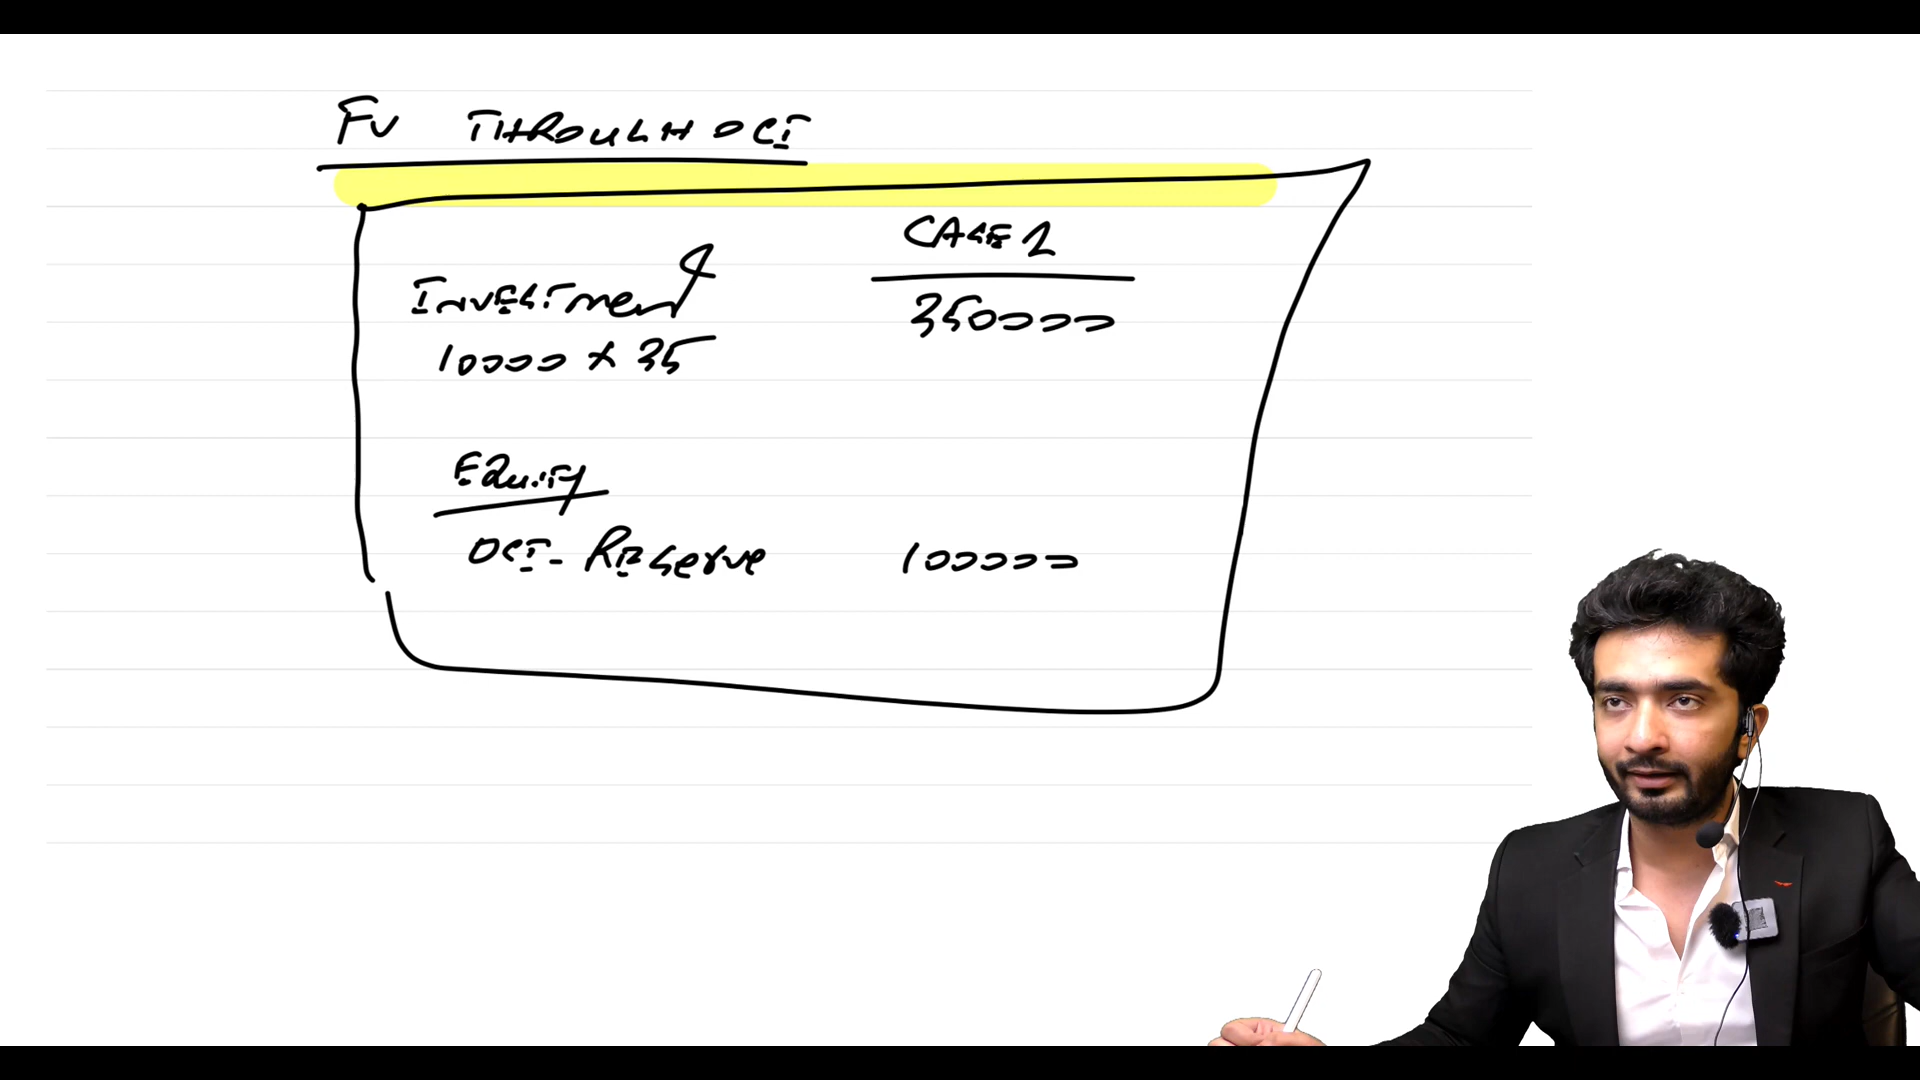 FV THROUGH OCI
CASE 1
Investment 350000
10000 x 35
Equity
OCI - Reserve 100000